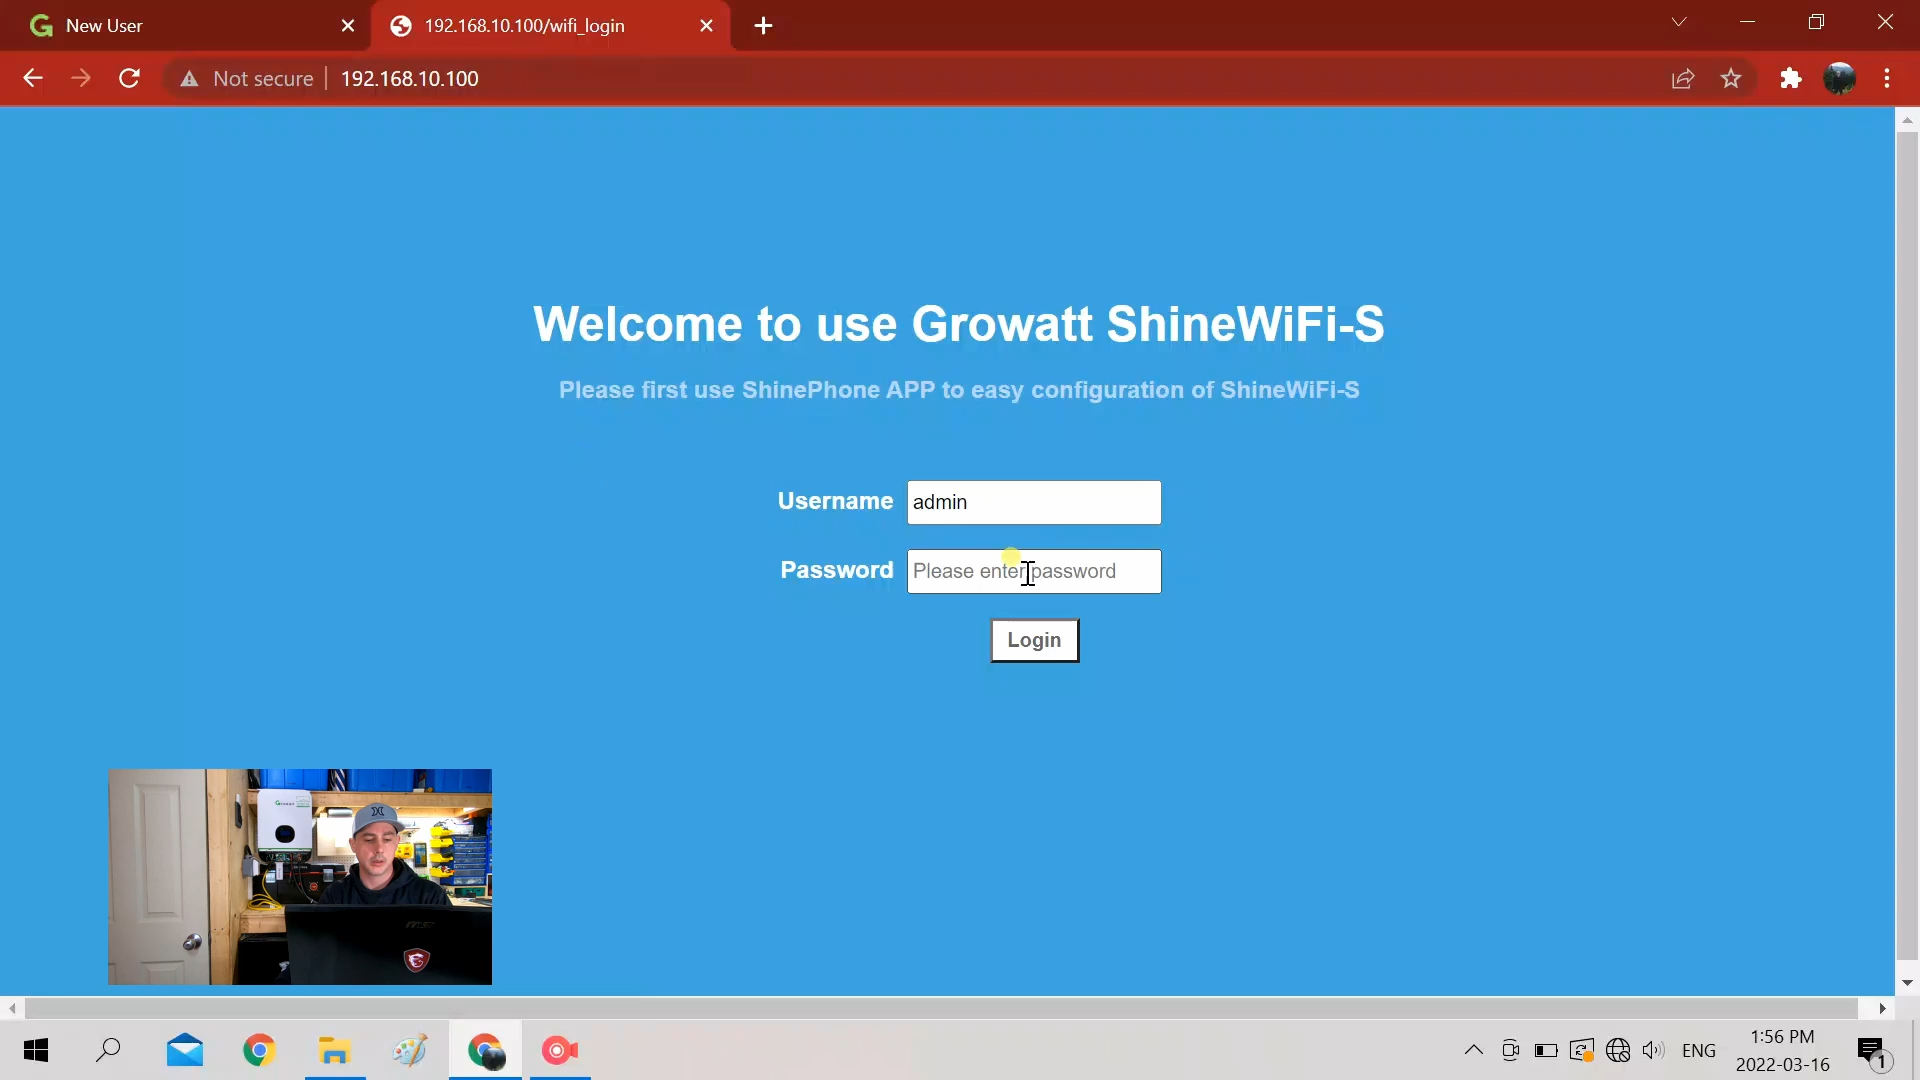 New User
192.168.10.100/wifi_login
Not secure
192.168.10.100
Welcome to use Growatt ShineWiFi-S
Please first use ShinePhone APP to easy configuration of ShineWiFi-S
Username
admin
Password
Please enter password
Login
ENG
1:56 PM
2022-03-16
1